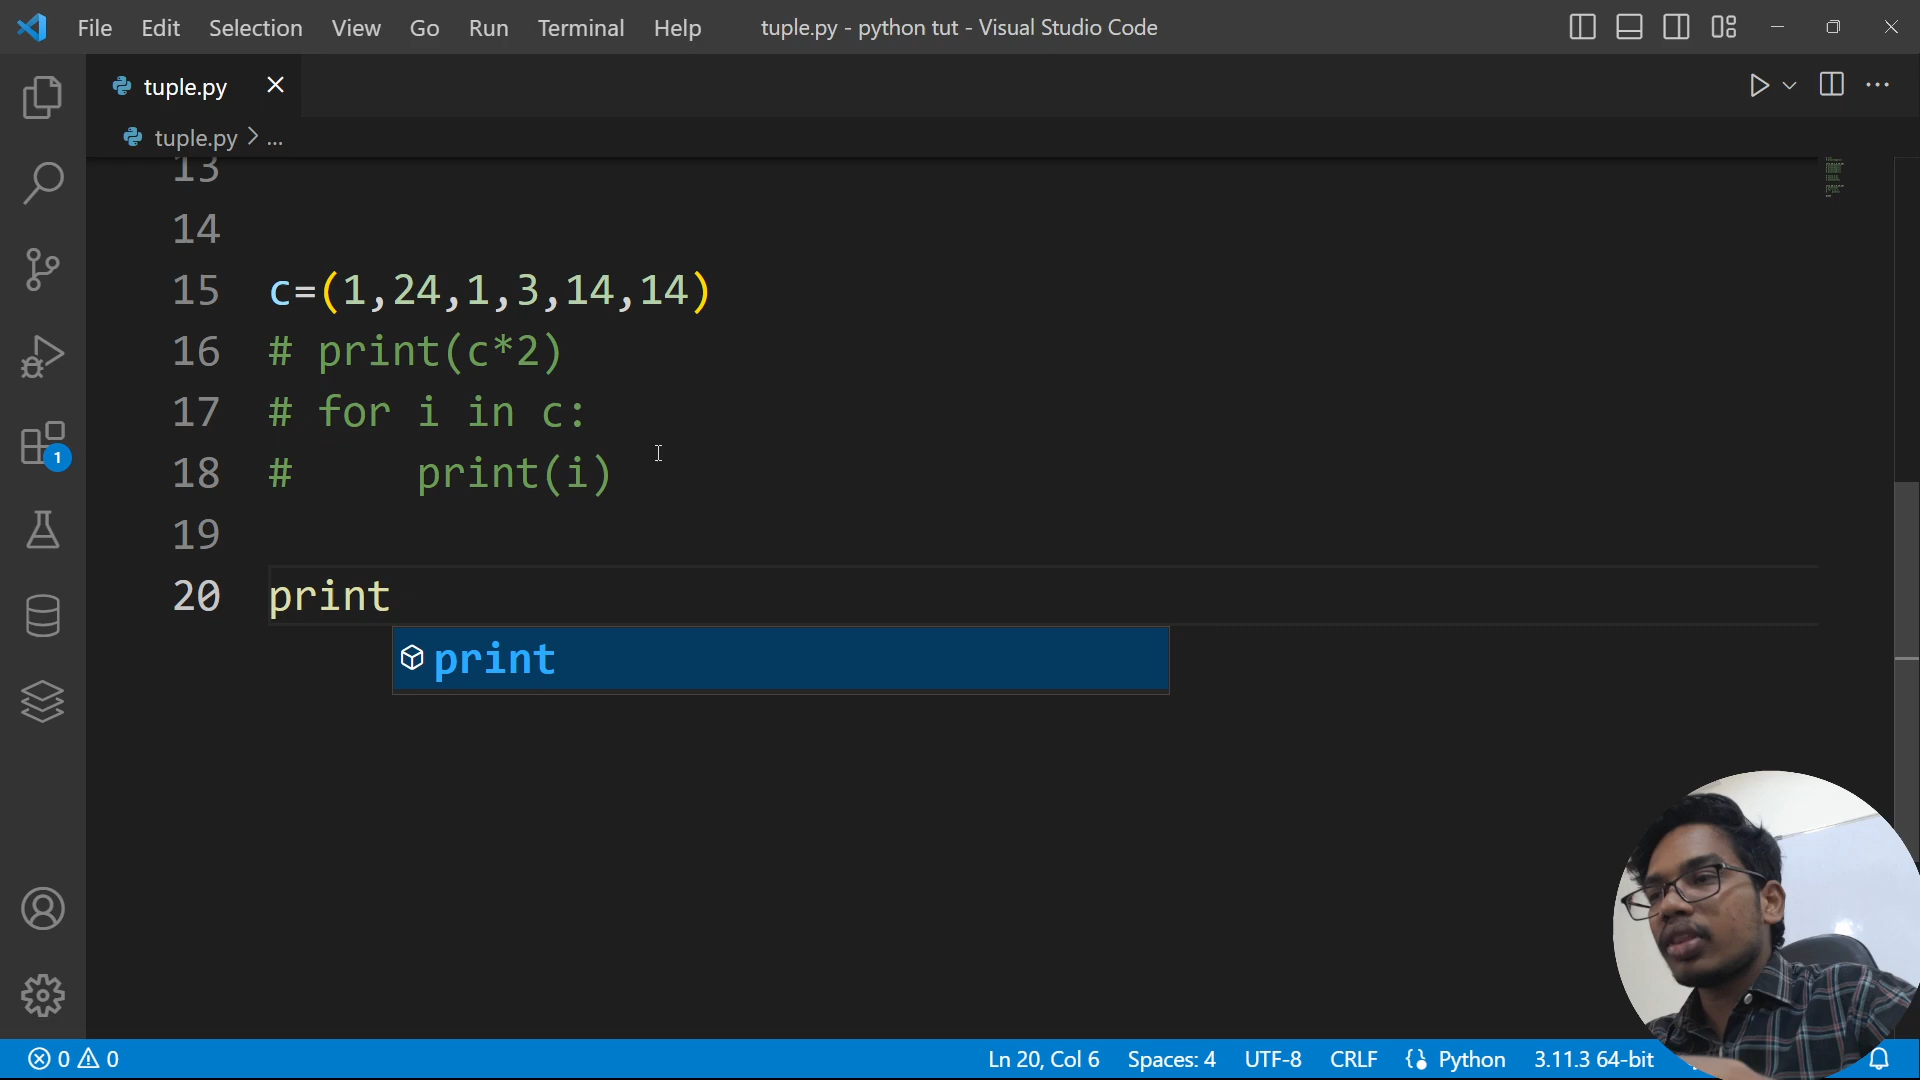 File Edit Selection View Go Run Terminal Help tuple.py - python tut - Visual Studio Code
tuple.py
tuple.py > ...
13
14
15 c=(1,24,1,3,14,14)
16 # print(c*2)
17 # for i in c:
18 #     print(i)
19
20 print
print
1
0 0 Ln 20, Col 6 Spaces: 4 UTF-8 CRLF Python 3.11.3 64-bit